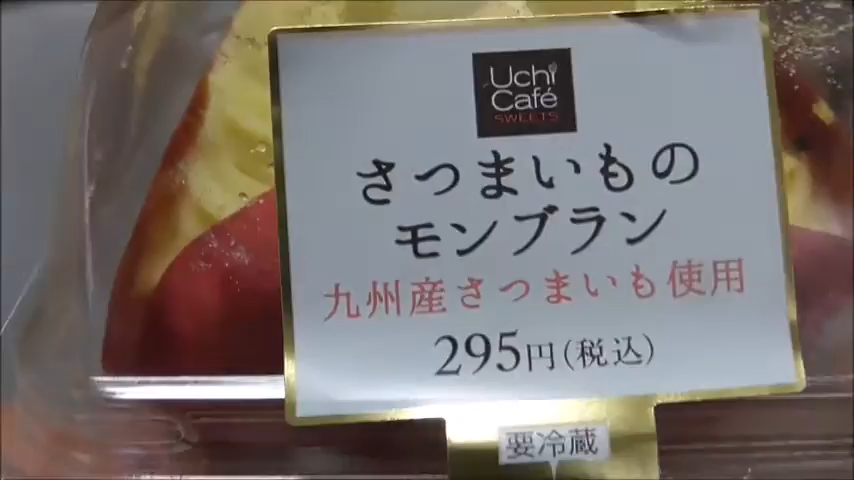 Uchi
Café
SWEETS
さつまいもの
モンブラン
九州産さつまいも使用
295円(税込)
要冷蔵